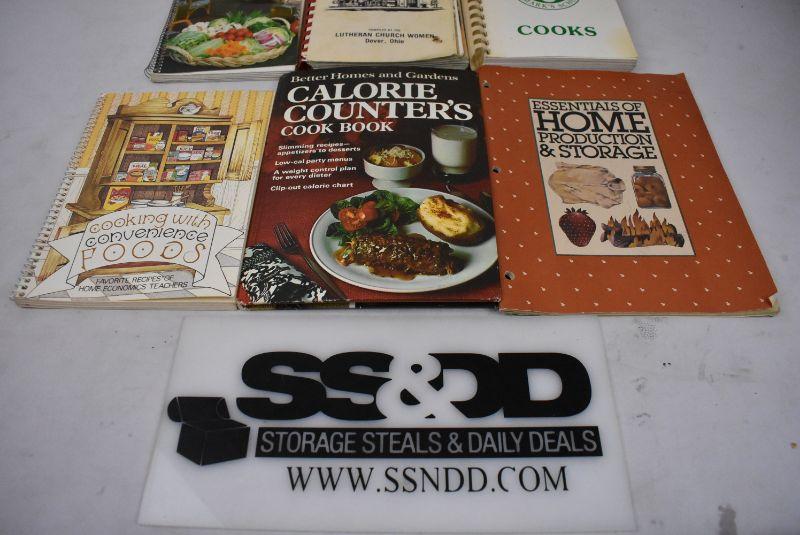 COMPILED BY THE
LUTHERAN CHURCH WOMEN
Dover, Ohio
COOKS
Cooking with
Convenience
FOODS
FAVORITE RECIPES OF
HOME ECONOMICS TEACHERS
Better Homes and Gardens
CALORIE
COUNTER'S
COOK BOOK
Slimming recipes—
appetizers to desserts
Low-cal party menus
A weight control plan
for every dieter
Clip-out calorie chart
ESSENTIALS OF
HOME
PRODUCTION
& STORAGE
SS&DD
STORAGE STEALS & DAILY DEALS
WWW.SSNDD.COM